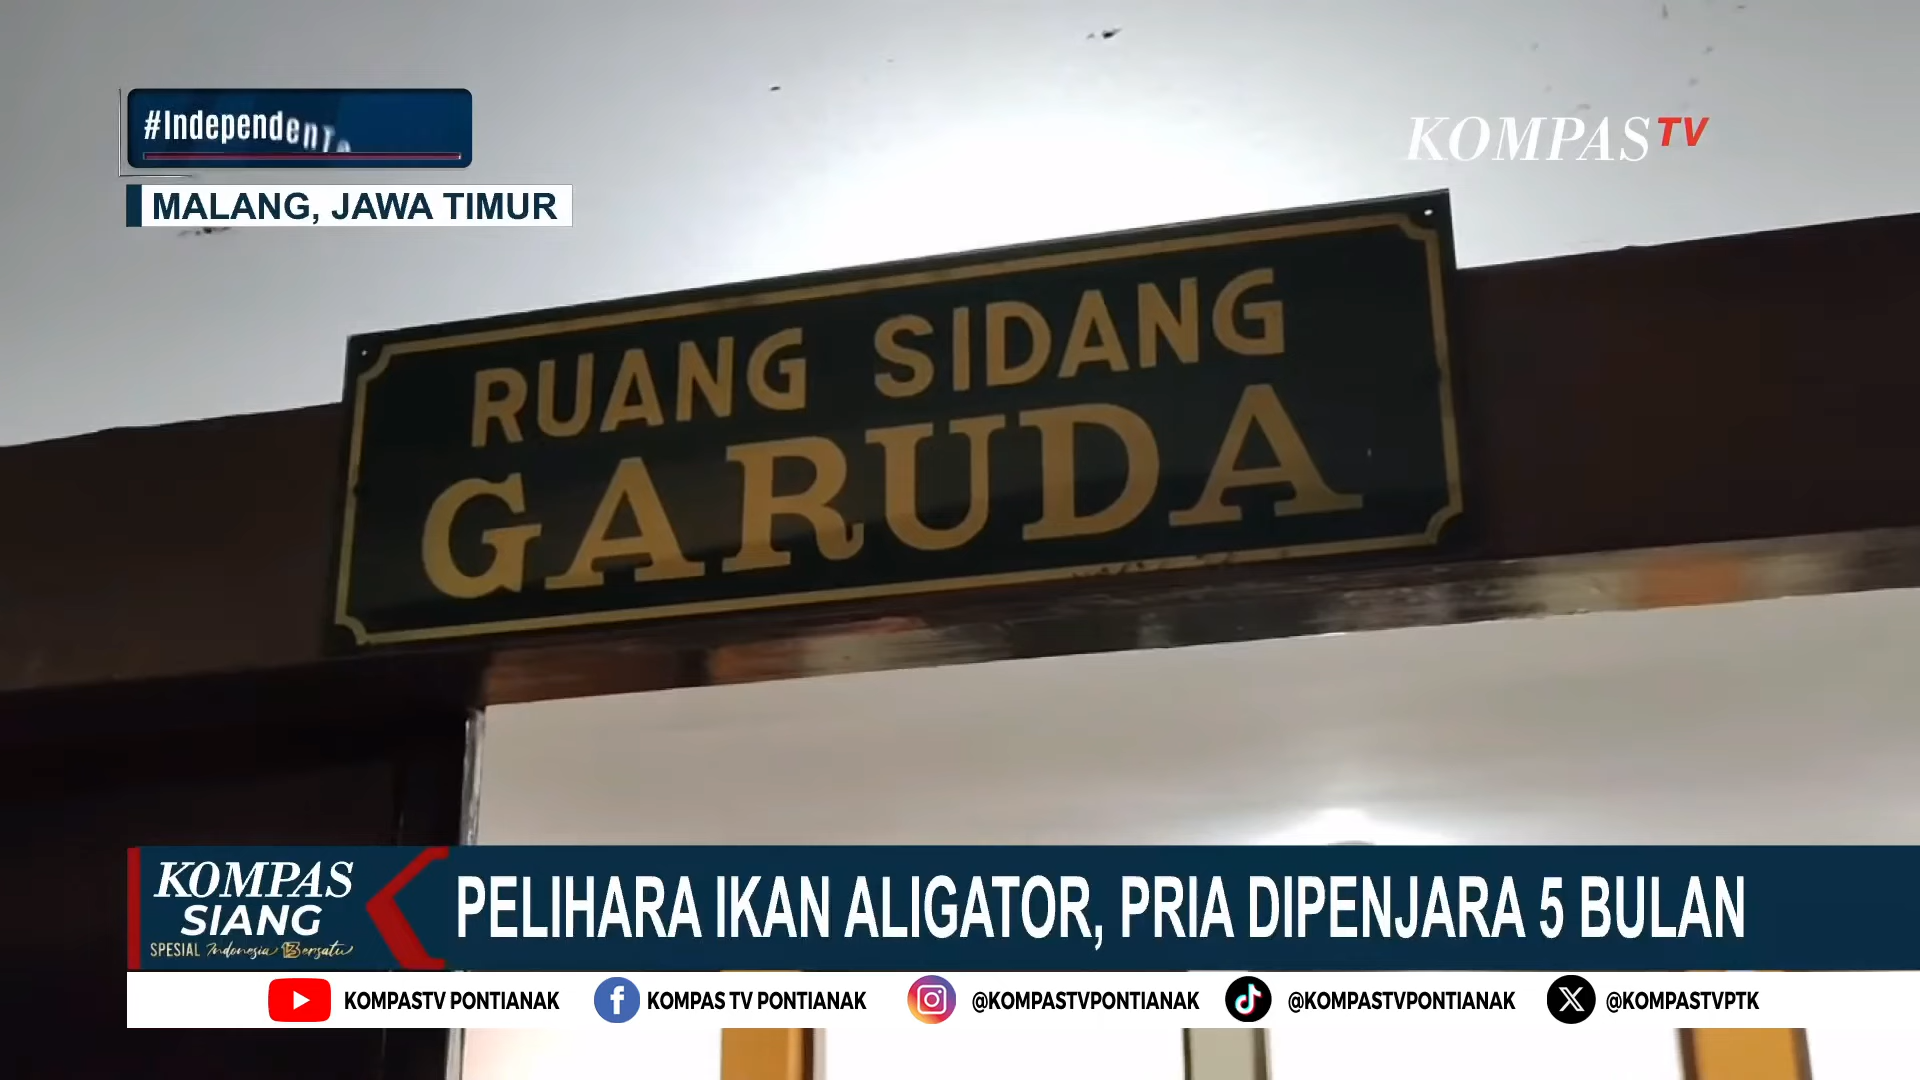 #Independen
KOMPAS TV
MALANG, JAWA TIMUR
RUANG SIDANG
GARUDA
KOMPAS
SIANG
SPESIAL Indonesia Bersatu
PELIHARA IKAN ALIGATOR, PRIA DIPENJARA 5 BULAN
KOMPASTV PONTIANAK
KOMPAS TV PONTIANAK
@KOMPASTVPONTIANAK
@KOMPASTVPONTIANAK
@KOMPASTVPTK